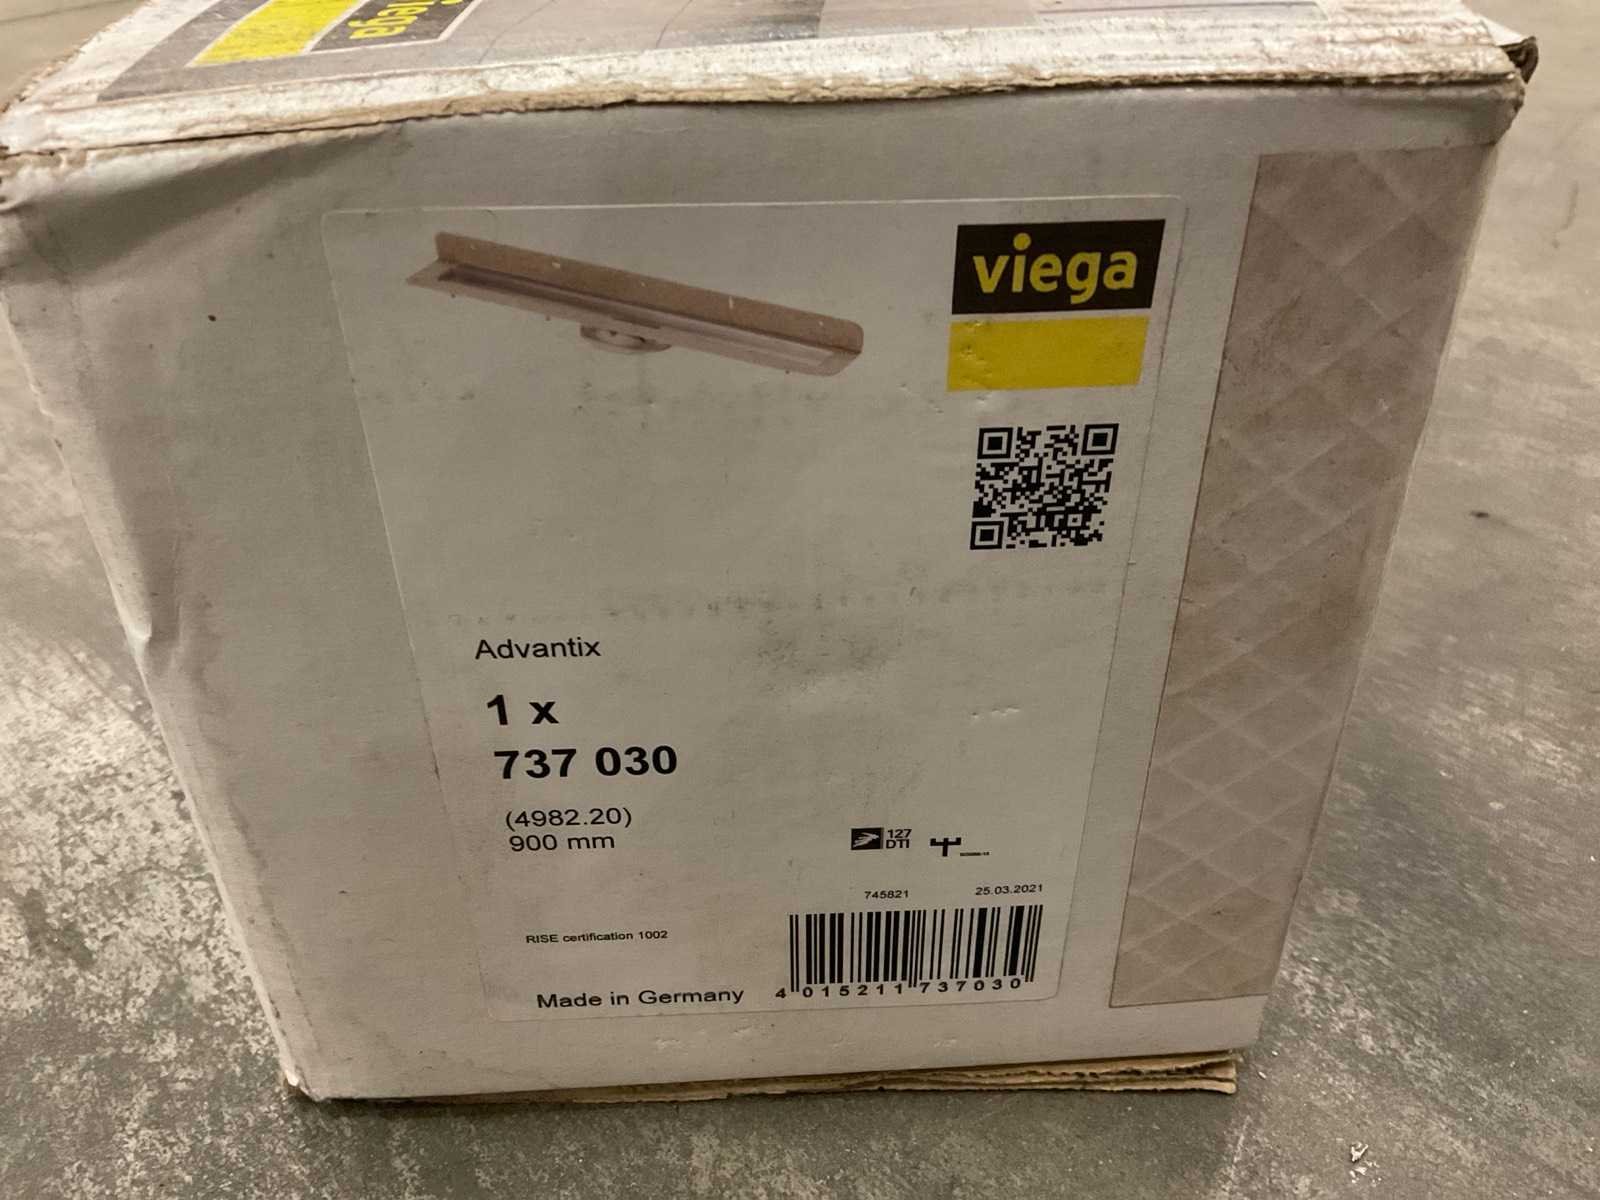 viega
viega
Advantix
1 x
737 030
(4982.20)
900 mm
127
DTI
745821
25.03.2021
RISE certification 1002
Made in Germany
4 015211 737030